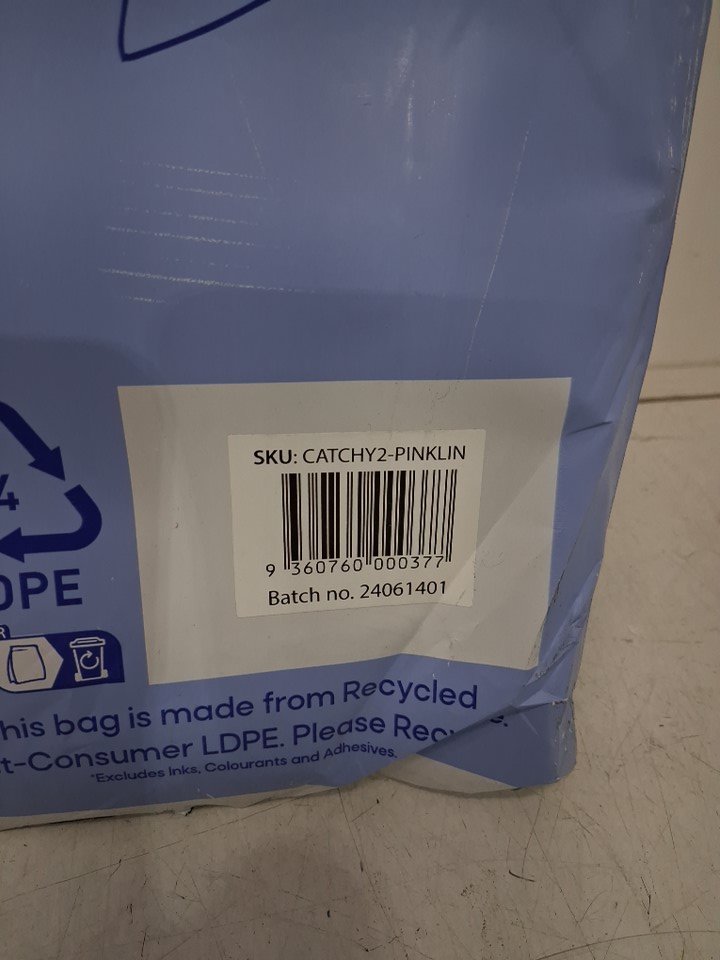 SKU: CATCHY2-PINKLIN
9 360760 000377
Batch no. 24061401
4
DPE
R
his bag is made from Recycled
t-Consumer LDPE. Please
*Excludes Inks, Colourants and Adhesives.